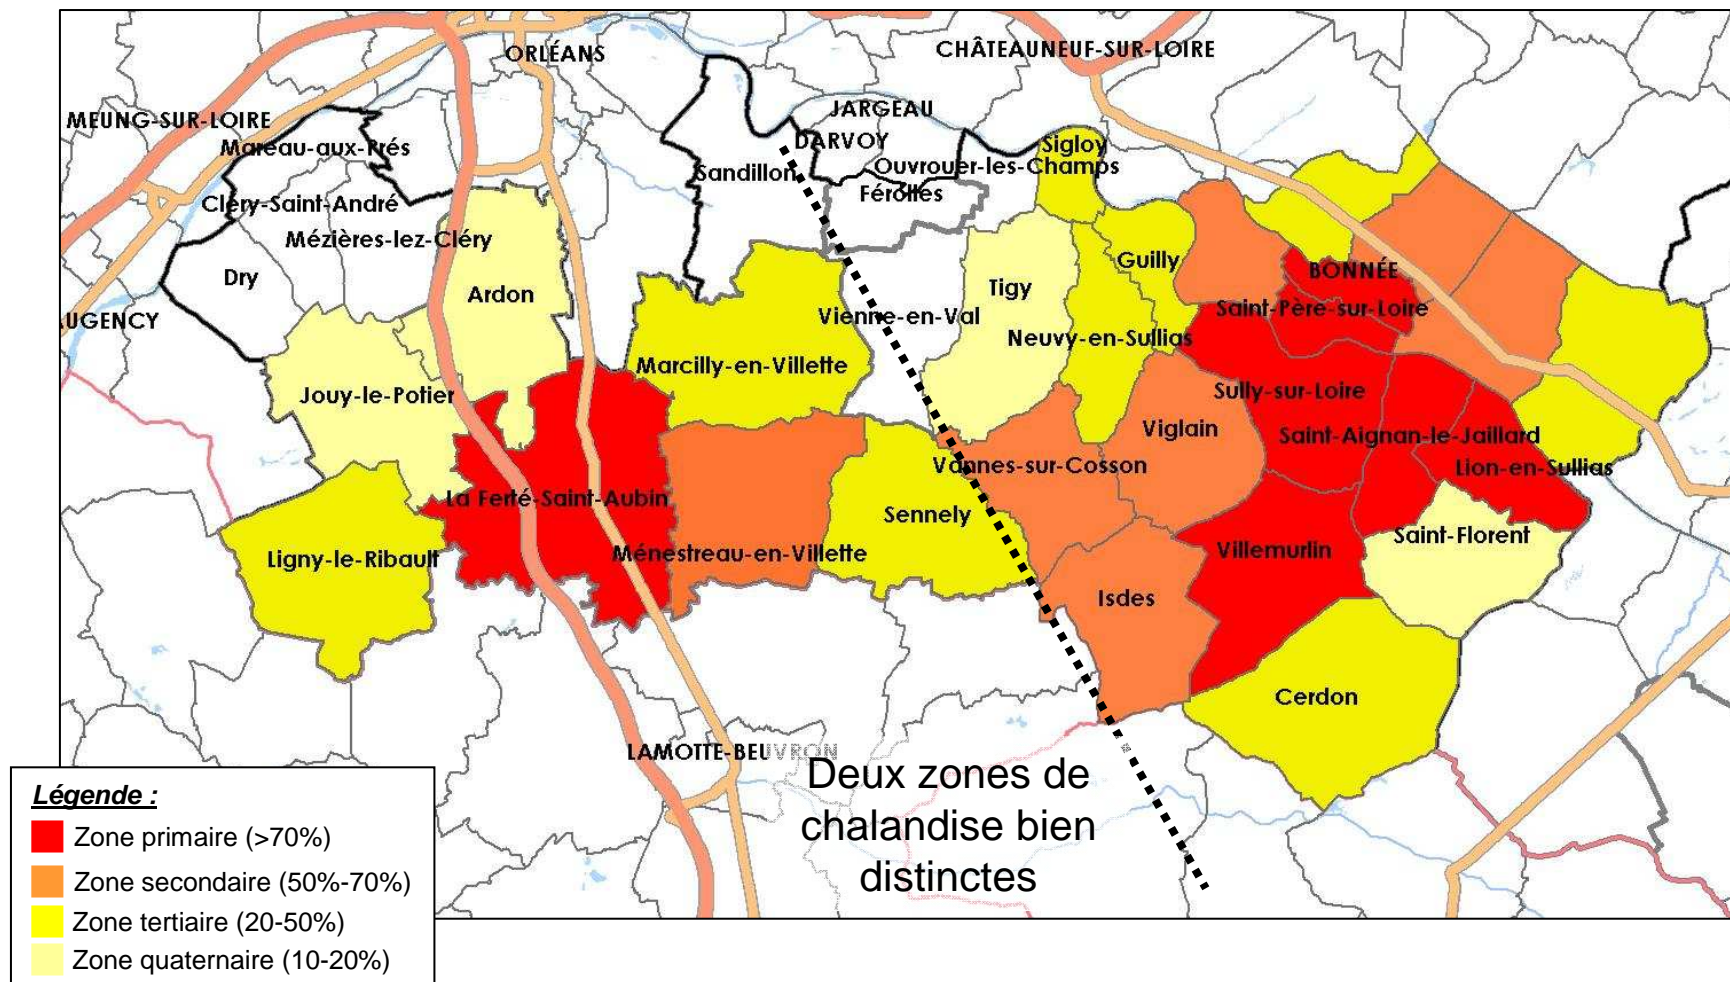 ORLÉANS
CHÂTEAUNEUF-SUR-LOIRE
MEUNG-SUR-LOIRE
JARGEAU
DARVOY
Mareau-aux-Prés
Sandillon
Ouvrouer-les-Champs
Sigloy
Férolles
Cléry-Saint-André
Mézières-lez-Cléry
Dry
Ardon
Tigy
Guilly
BONNÉE
AUGENCY
Vienne-en-Val
Saint-Père-sur-Loire
Neuvy-en-Sullias
Marcilly-en-Villette
Jouy-le-Potier
Sully-sur-Loire
Viglain
Saint-Aignan-le-Jaillard
Vannes-sur-Cosson
Lion-en-Sullias
La Ferté-Saint-Aubin
Sennely
Saint-Florent
Ligny-le-Ribault
Ménestreau-en-Villette
Villemurlin
Isdes
Cerdon
LAMOTTE-BEUVRON
Deux zones de
chalandise bien
distinctes
Légende :
Zone primaire (>70%)
Zone secondaire (50%-70%)
Zone tertiaire (20-50%)
Zone quaternaire (10-20%)